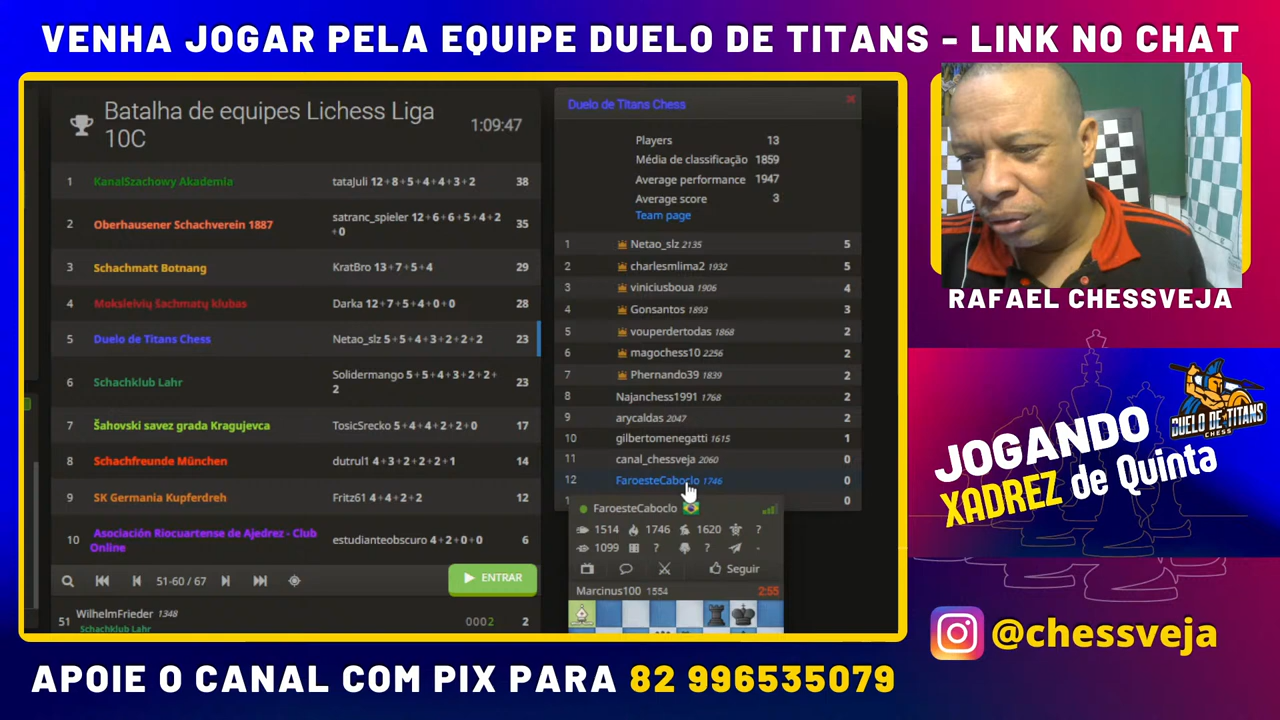 VENHA JOGAR PELA EQUIPE DUELO DE TITANS - LINK NO CHAT
Batalha de equipes Lichess Liga
10C
1:09:47
1 KanalSzachowy Akademia tataJuli 12+8+5+4+4+3+2 38
2 Oberhausener Schachverein 1887 satranc_spieler 12+6+6+5+4+2
+0 35
3 Schachmatt Botnang KratBro 13+7+5+4 29
4 Moksleivių šachmatų klubas Darka 12+7+5+4+0+0 28
5 Duelo de Titans Chess Netao_slz 5+5+4+3+2+2+2 23
6 Schachklub Lahr Solidermango 5+5+4+3+2+2+
2 23
7 Šahovski savez grada Kragujevca TosicSrecko 5+4+4+2+2+0 17
8 Schachfreunde München dutrul1 4+3+2+2+2+1 14
9 SK Germania Kupferdreh Fritz61 4+4+2+2 12
10 Asociación Riocuartense de Ajedrez - Club
Online estudianteobscuro 4+2+0+0 6
51-60 / 67
ENTRAR
51 WilhelmFrieder 1348 0002 2
Schachklub Lahr
Duelo de Titans Chess
Players 13
Média de classificação 1859
Average performance 1947
Average score 3
Team page
1 Netao_slz 2135 5
2 charlesmlima2 1932 5
3 viniciusboua 1906 4
4 Gonsantos 1893 3
5 vouperdertodas 1868 2
6 magochess10 2256 2
7 Phernando39 1839 2
8 Najanchess1991 1768 2
9 arycaldas 2047 2
10 gilbertomenegatti 1615 1
11 canal_chessveja 2060 0
12 FaroesteCaboclo 1746 0
1 0
FaroesteCaboclo
1514 1746 1620 ?
1099 ? ? -
Seguir
Marcinus100 1554 2:55
RAFAEL CHESSVEJA
DUELO DE TITANS
CHESS
JOGANDO
XADREZ de Quinta
@chessveja
APOIE O CANAL COM PIX PARA 82 996535079